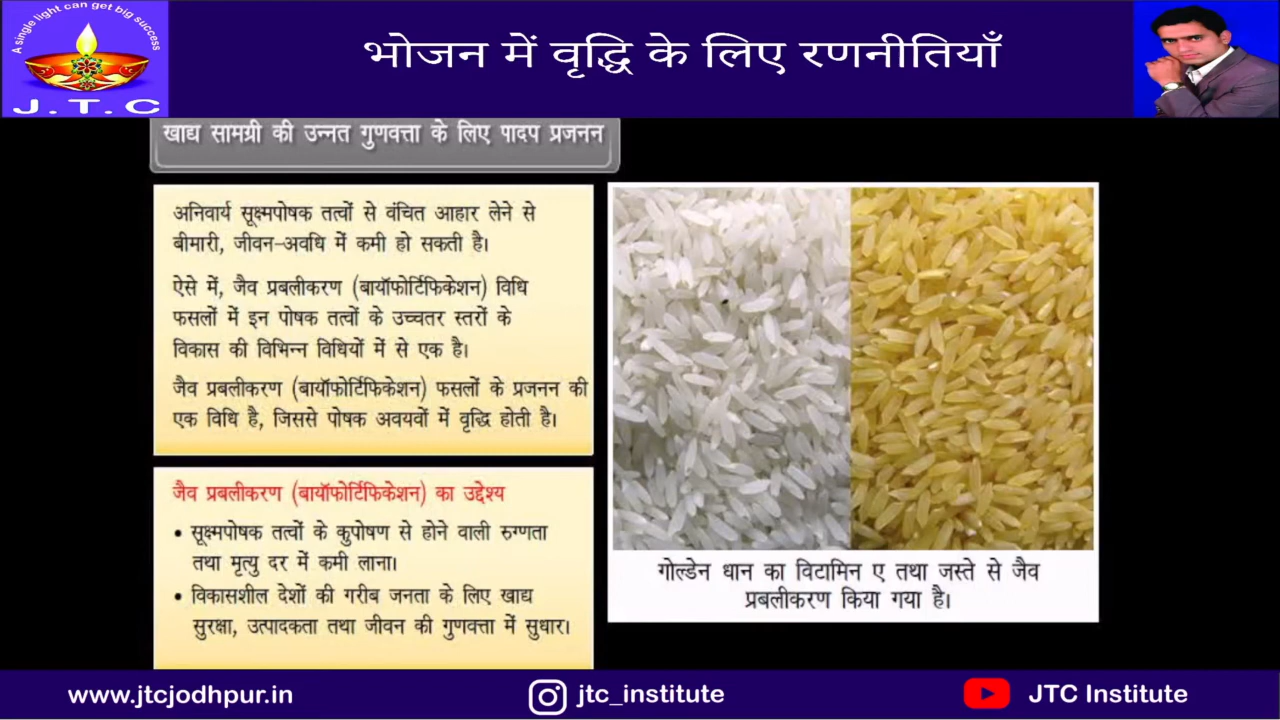 A single light can get big success
J.T.C
भोजन में वृद्धि के लिए रणनीतियाँ
खाद्य सामग्री की उन्नत गुणवत्ता के लिए पादप प्रजनन
अनिवार्य सूक्ष्मपोषक तत्वों से वंचित आहार लेने से
बीमारी, जीवन-अवधि में कमी हो सकती है।
ऐसे में, जैव प्रबलीकरण (बायॉफोर्टिफिकेशन) विधि
फसलों में इन पोषक तत्वों के उच्चतर स्तरों के
विकास की विभिन्न विधियों में से एक है।
जैव प्रबलीकरण (बायॉफोर्टिफिकेशन) फसलों के प्रजनन की
एक विधि है, जिससे पोषक अवयवों में वृद्धि होती है।
जैव प्रबलीकरण (बायॉफोर्टिफिकेशन) का उद्देश्य
• सूक्ष्मपोषक तत्वों के कुपोषण से होने वाली रुग्णता
तथा मृत्यु दर में कमी लाना।
• विकासशील देशों की गरीब जनता के लिए खाद्य
सुरक्षा, उत्पादकता तथा जीवन की गुणवत्ता में सुधार।
गोल्डेन धान का विटामिन ए तथा जस्ते से जैव
प्रबलीकरण किया गया है।
www.jtcjodhpur.in
jtc_institute
JTC Institute